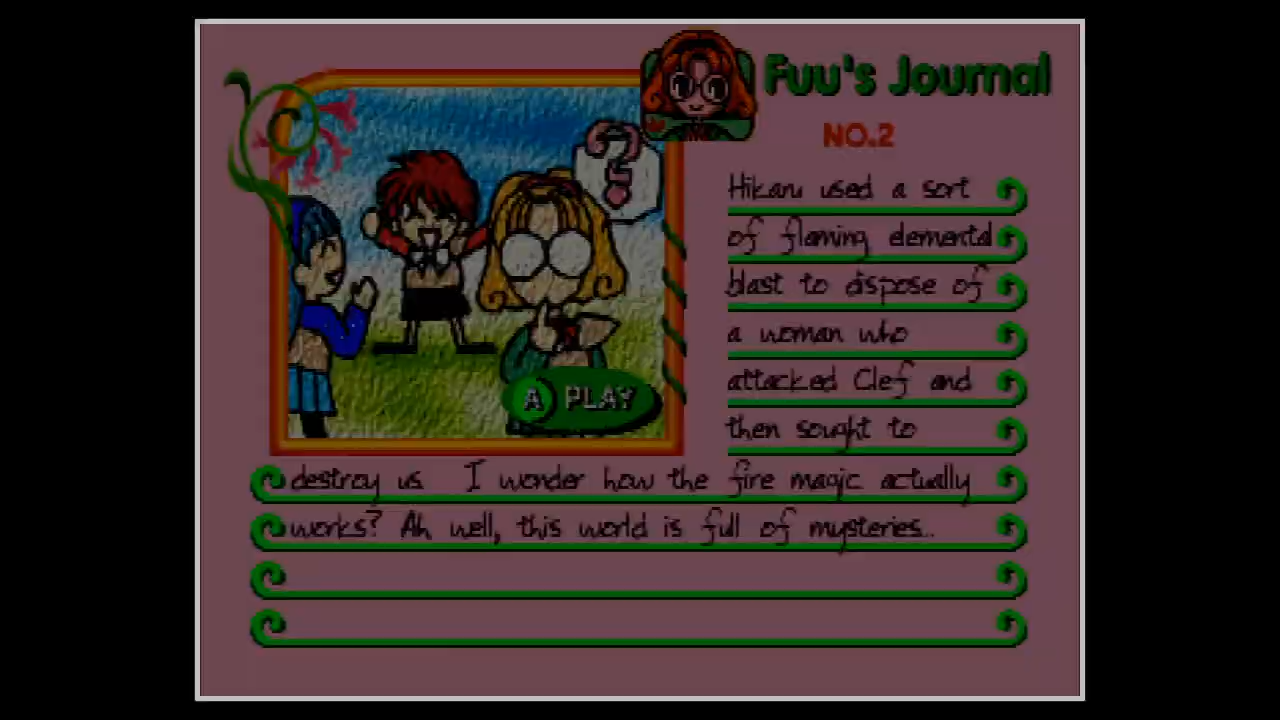 Fuu's Journal
NO.2
?
A PLAY
Hikaru used a sort
of flaming elemental
blast to dispose of
a woman who
attacked Clef and
then sought to
destroy us. I wonder how the fire magic actually
works? Ah well, this world is full of mysteries..